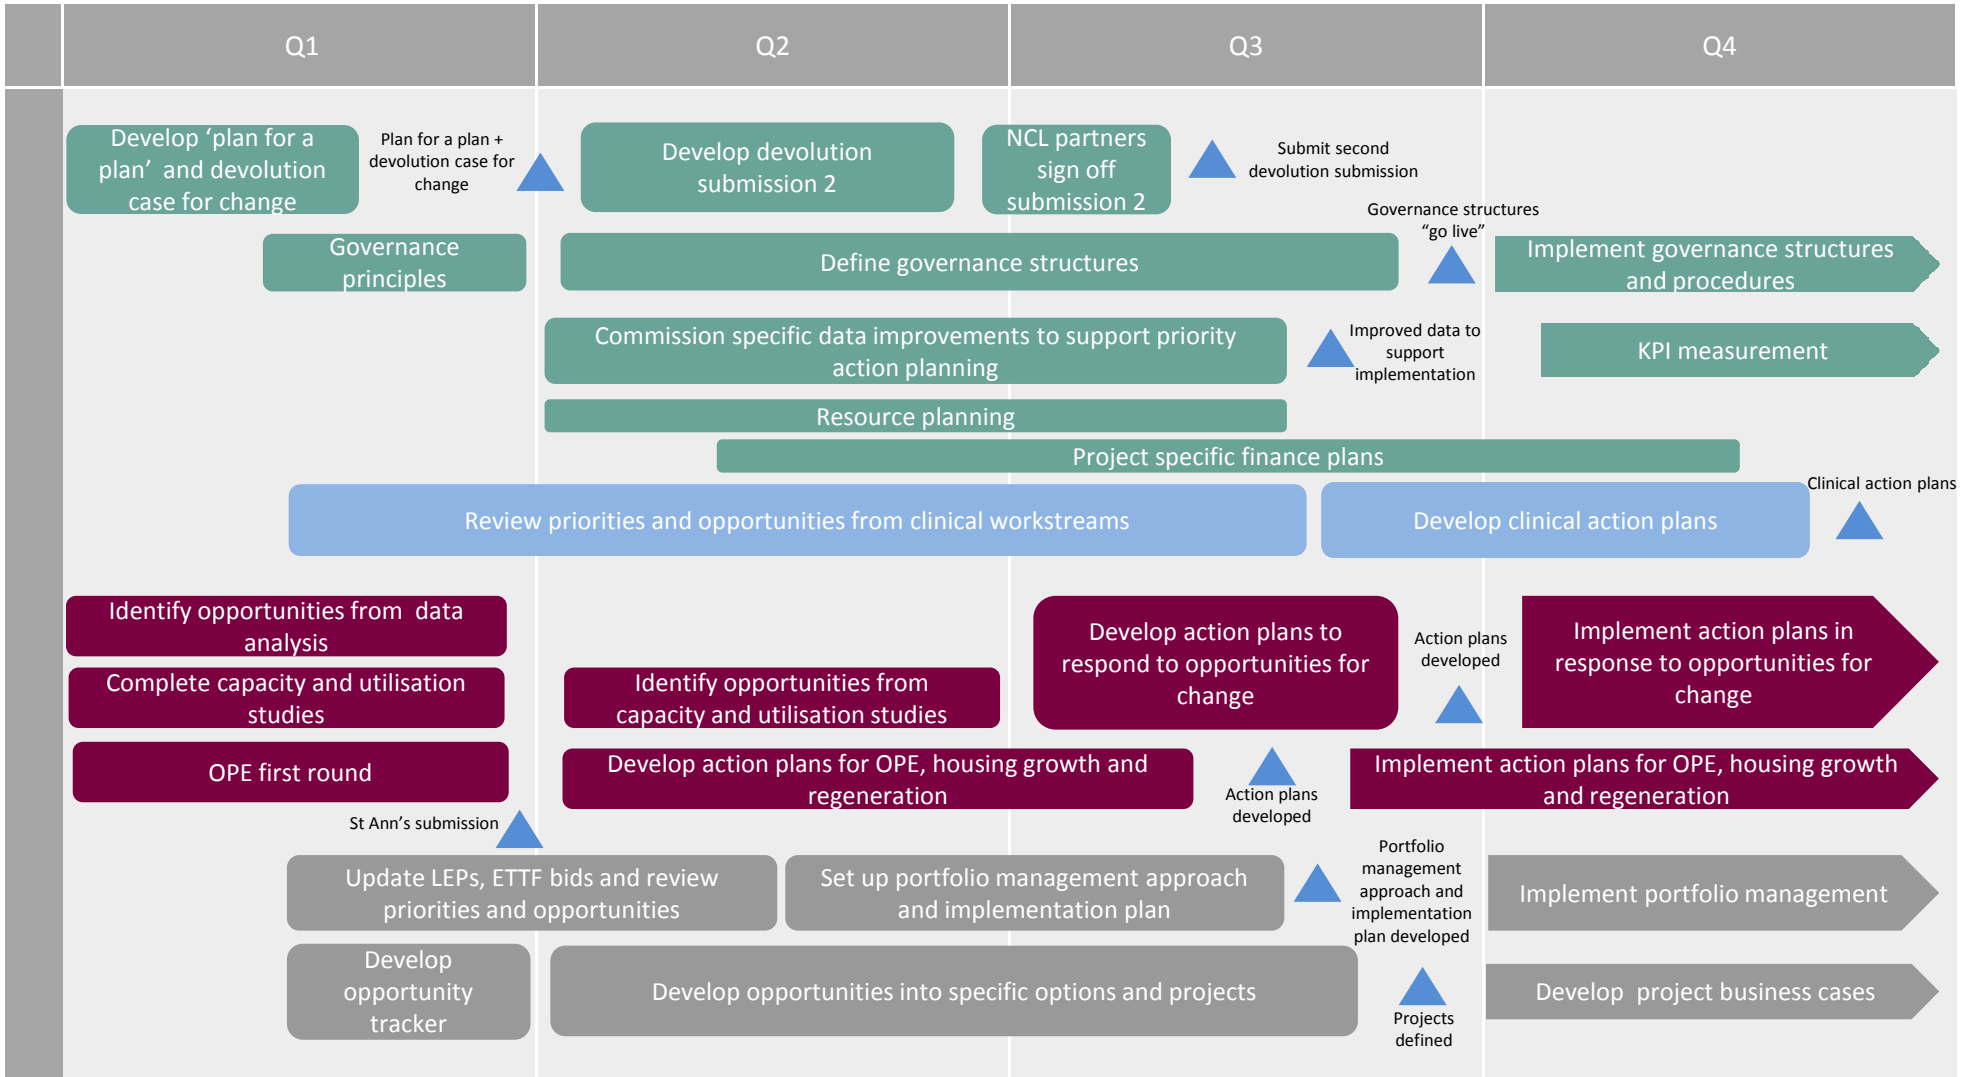 Q1
Q2
Q3
Q4
Develop ‘plan for a
plan’ and devolution
case for change
Plan for a plan +
devolution case for
change
Develop devolution
submission 2
NCL partners
sign off
submission 2
Submit second
devolution submission
Governance
principles
Define governance structures
Governance structures
“go live”
Implement governance structures
and procedures
Commission specific data improvements to support priority
action planning
Improved data to
support
implementation
KPI measurement
Resource planning
Project specific finance plans
Review priorities and opportunities from clinical workstreams
Develop clinical action plans
Clinical action plans
Identify opportunities from data
analysis
Develop action plans to
respond to opportunities for
change
Action plans
developed
Implement action plans in
response to opportunities for
change
Complete capacity and utilisation
studies
Identify opportunities from
capacity and utilisation studies
OPE first round
Develop action plans for OPE, housing growth and
regeneration
Action plans
developed
Implement action plans for OPE, housing growth
and regeneration
St Ann’s submission
Update LEPs, ETTF bids and review
priorities and opportunities
Set up portfolio management approach
and implementation plan
Portfolio
management
approach and
implementation
plan developed
Implement portfolio management
Develop
opportunity
tracker
Develop opportunities into specific options and projects
Projects
defined
Develop project business cases